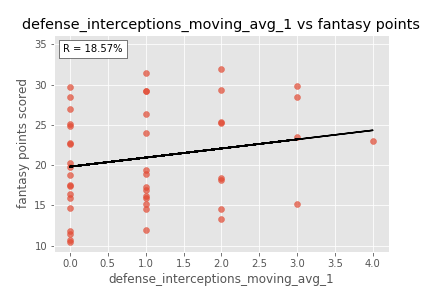 defense_interceptions_moving_avg_1 vs fantasy points
R = 18.57%
fantasy points scored
35
30
25
20
15
10
0.0 0.5 1.0 1.5 2.0 2.5 3.0 3.5 4.0
defense_interceptions_moving_avg_1